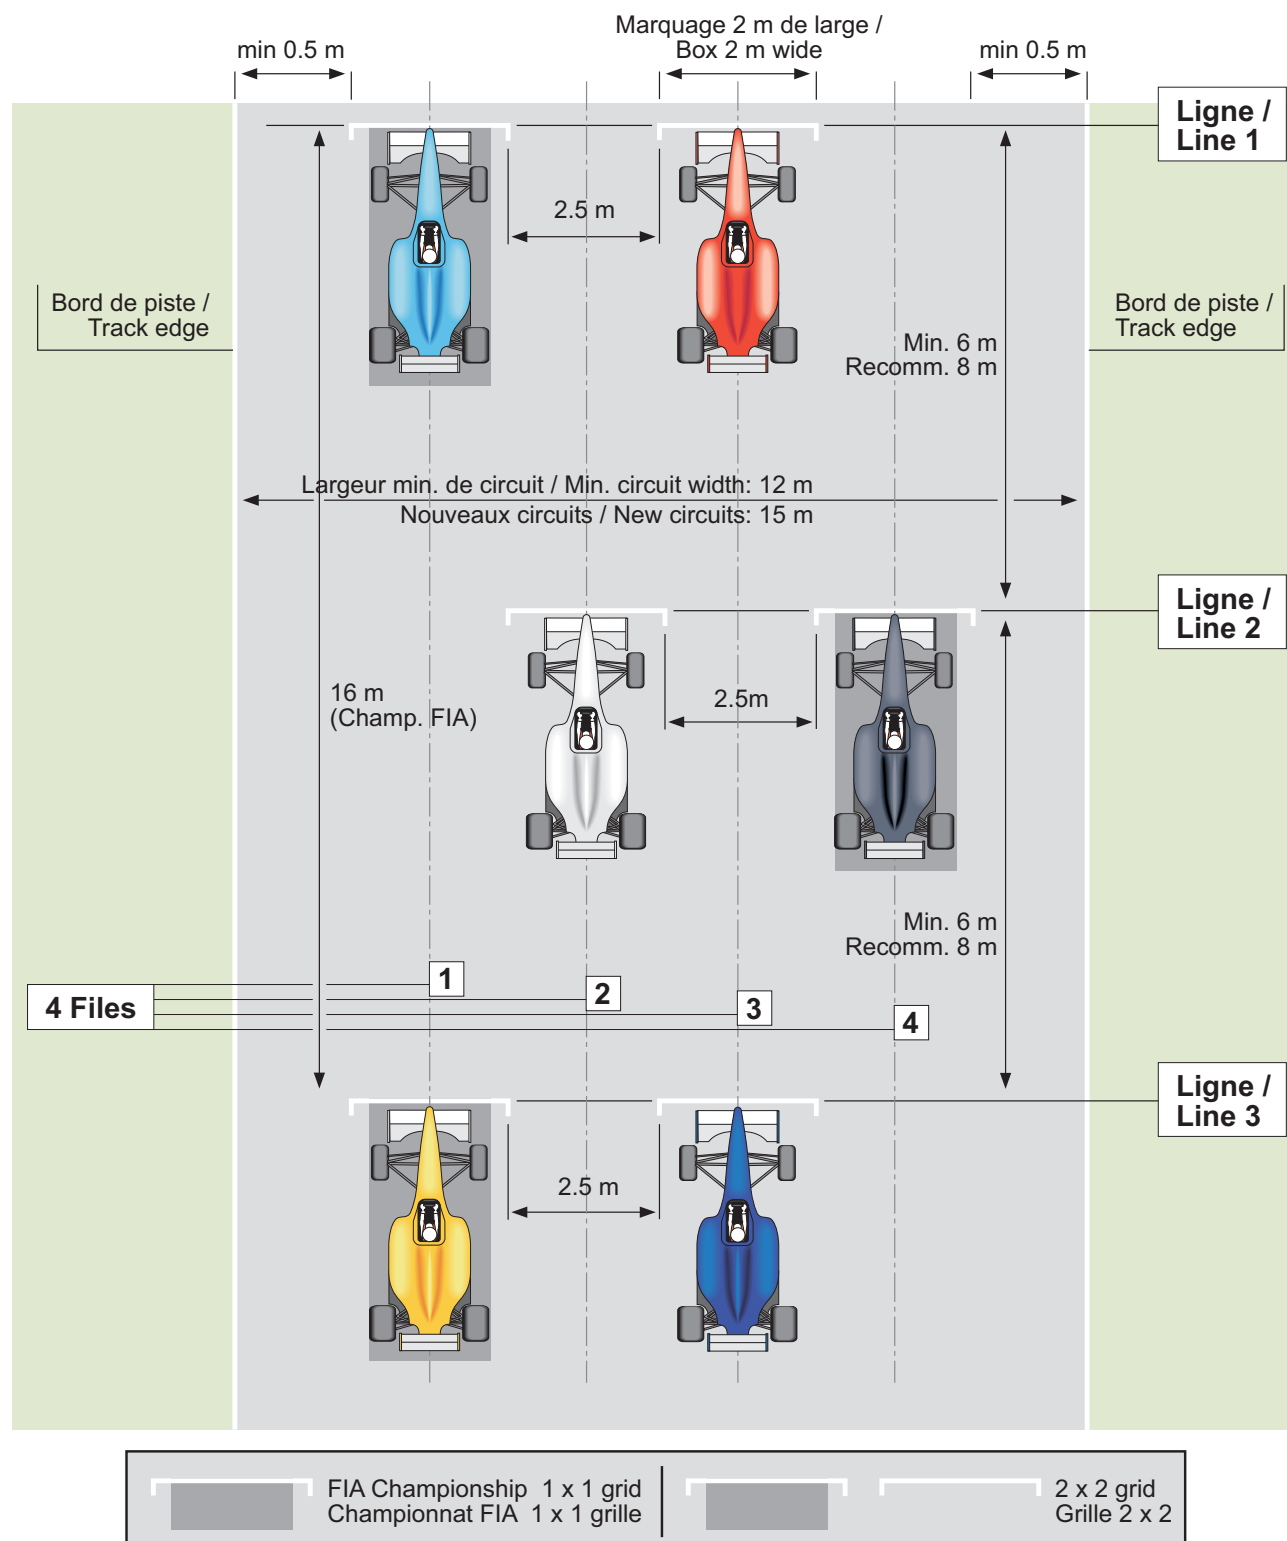 Marquage 2 m de large /
Box 2 m wide
min 0.5 m
min 0.5 m
Ligne /
Line 1
2.5 m
Bord de piste /
Track edge
Bord de piste /
Track edge
Min. 6 m
Recomm. 8 m
Largeur min. de circuit / Min. circuit width: 12 m
Nouveaux circuits / New circuits: 15 m
Ligne /
Line 2
16 m
(Champ. FIA)
2.5m
Min. 6 m
Recomm. 8 m
4 Files
1
2
3
4
Ligne /
Line 3
2.5 m
FIA Championship 1 x 1 grid
Championnat FIA 1 x 1 grille
2 x 2 grid
Grille 2 x 2